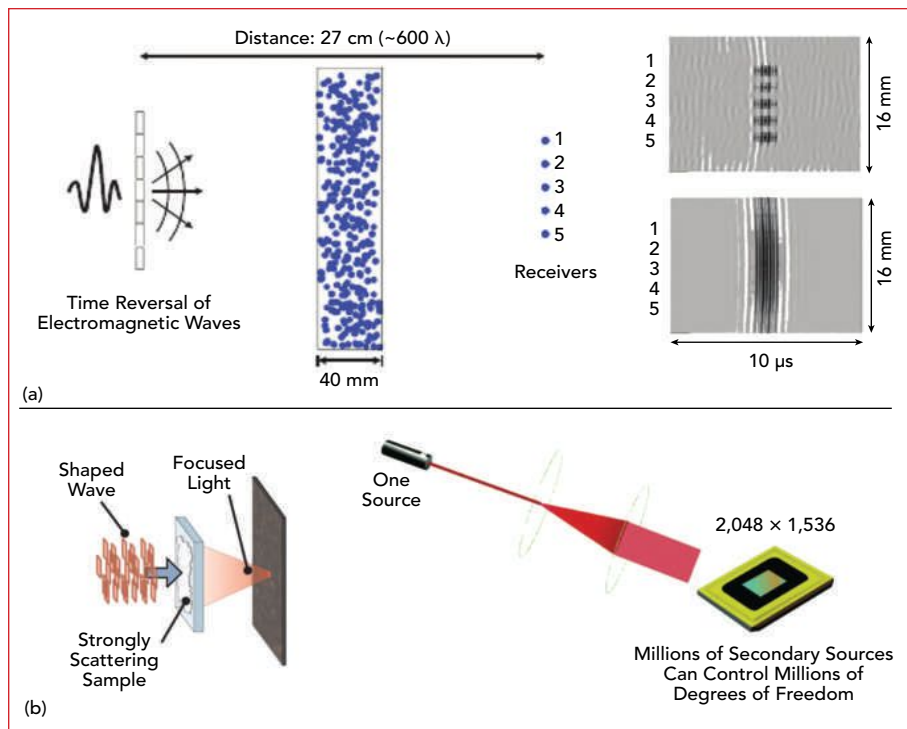 Distance: 27 cm (~600 λ)
1
2
3
4
5
Receivers
Time Reversal of
Electromagnetic Waves
40 mm
1
2
3
4
5
16 mm
1
2
3
4
5
16 mm
10 µs
(a)
Shaped
Wave
Focused
Light
Strongly
Scattering
Sample
One
Source
2,048 × 1,536
Millions of Secondary Sources
Can Control Millions of
Degrees of Freedom
(b)